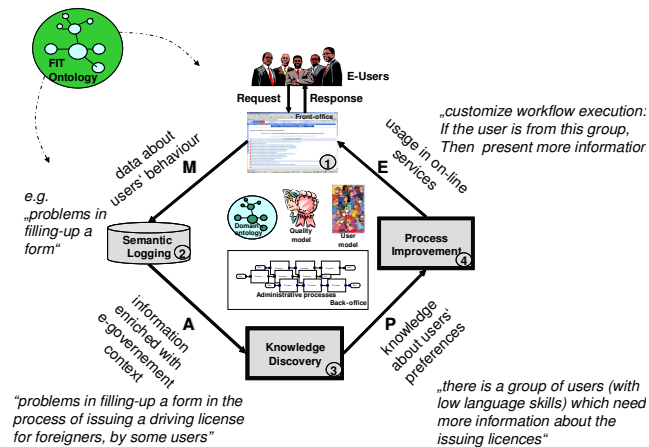 FIT
Ontology
E-Users
Request
Response
Front-office
1
„customize workflow execution:
If the user is from this group,
Then present more information
data about
users' behaviour
M
E
usage in on-line
services
e.g.
„problems in
filling-up a
form“
Domain
ontology
Quality
model
User
model
Semantic
Logging
2
Process
Improvement
4
Administrative processes
Back-office
A
P
information
enriched with
e-governement
context
Knowledge
Discovery
3
knowledge
about users'
preferences
“problems in filling-up a form in the
process of issuing a driving license
for foreigners, by some users”
„there is a group of users (with
low language skills) which need
more information about the
issuing licences“